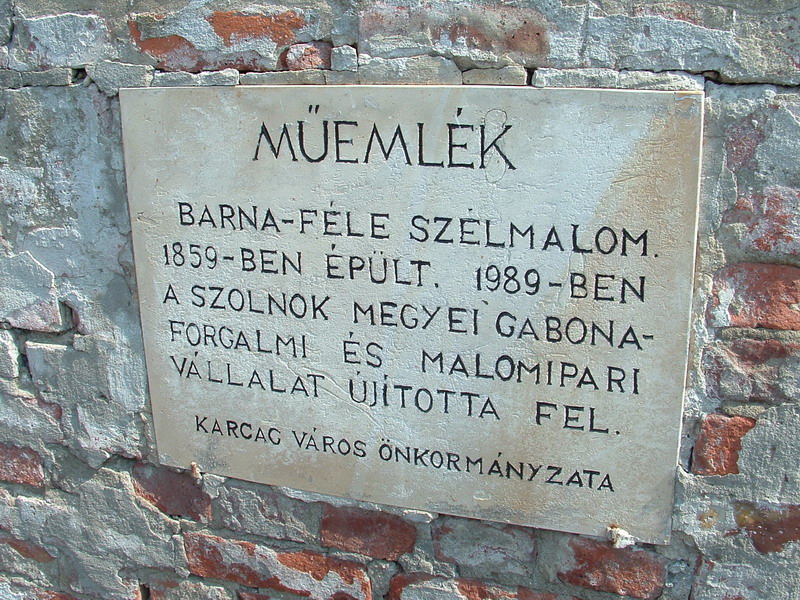 MŰEMLÉK
BARNA-FÉLE SZÉLMALOM.
1859-BEN ÉPÜLT. 1989-BEN
A SZOLNOK MEGYEI GABONA-
FORGALMI ÉS MALOMIPARI
VÁLLALAT ÚJÍTOTTA FEL.
KARCAG VÁROS ÖNKORMÁNYZATA